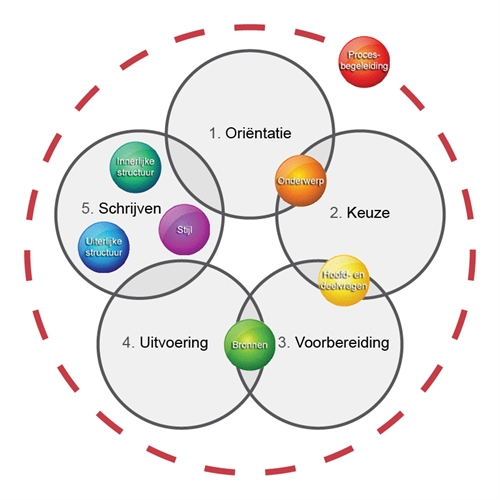 Proces-
begeleiding
1. Oriëntatie
Onderwerp
2. Keuze
Hoofd- en
deelvragen
3. Voorbereiding
Bronnen
4. Uitvoering
5. Schrijven
Innerlijke
structuur
Stijl
Uiterlijke
structuur